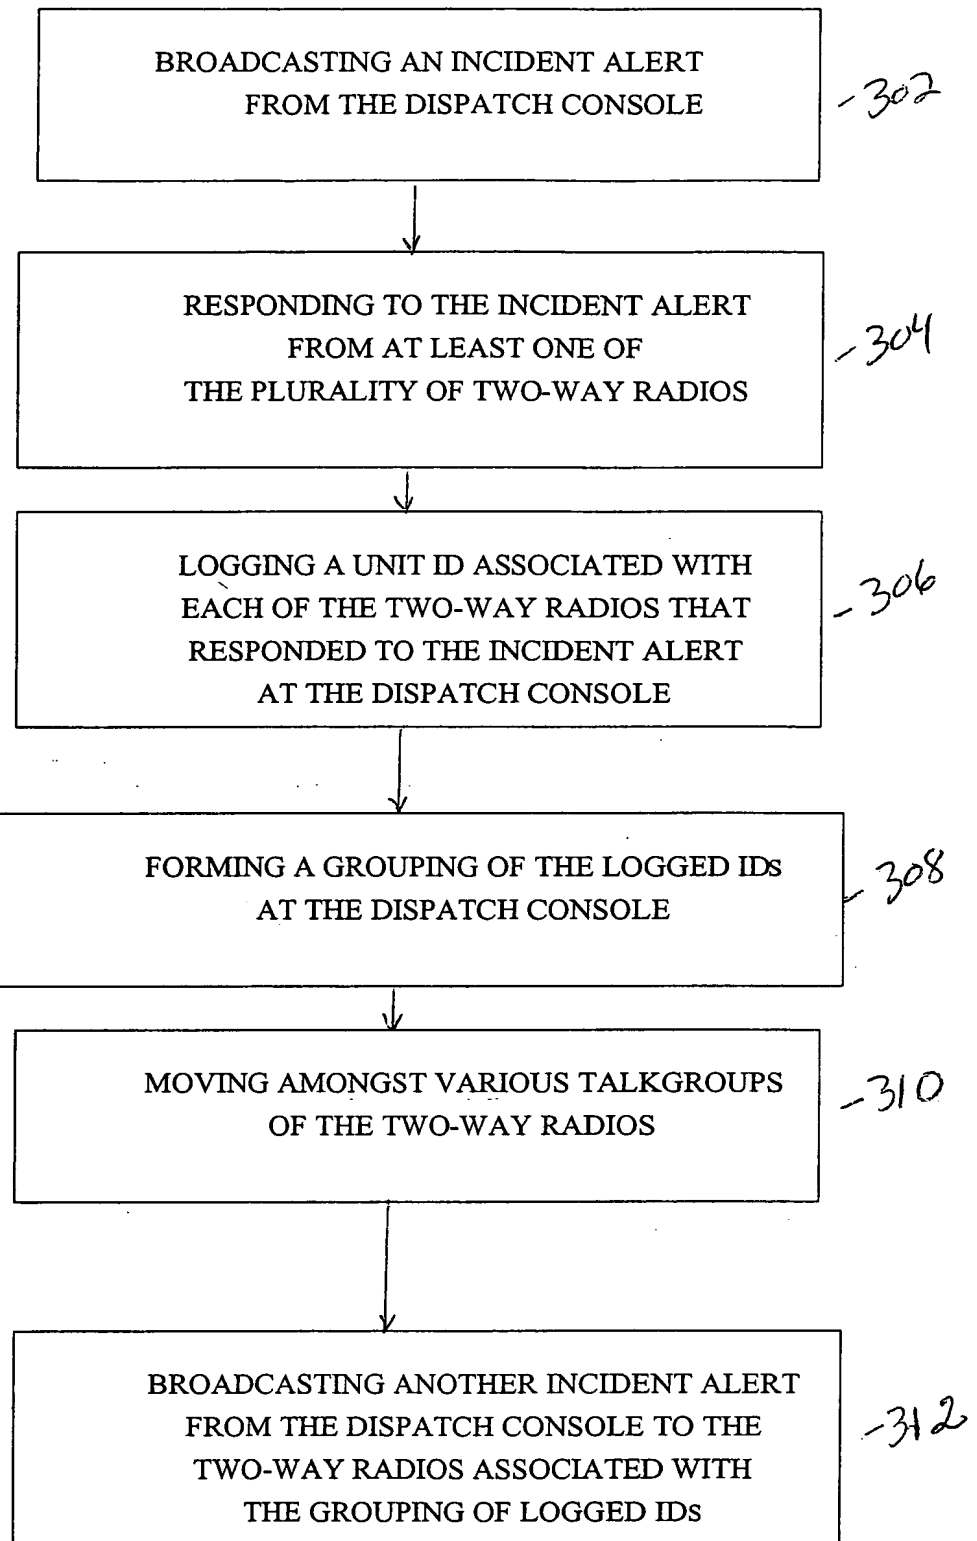 BROADCASTING AN INCIDENT ALERT
FROM THE DISPATCH CONSOLE
302
RESPONDING TO THE INCIDENT ALERT
FROM AT LEAST ONE OF
THE PLURALITY OF TWO-WAY RADIOS
304
LOGGING A UNIT ID ASSOCIATED WITH
EACH OF THE TWO-WAY RADIOS THAT
RESPONDED TO THE INCIDENT ALERT
AT THE DISPATCH CONSOLE
306
FORMING A GROUPING OF THE LOGGED IDs
AT THE DISPATCH CONSOLE
308
MOVING AMONGST VARIOUS TALKGROUPS
OF THE TWO-WAY RADIOS
310
BROADCASTING ANOTHER INCIDENT ALERT
FROM THE DISPATCH CONSOLE TO THE
TWO-WAY RADIOS ASSOCIATED WITH
THE GROUPING OF LOGGED IDs
312